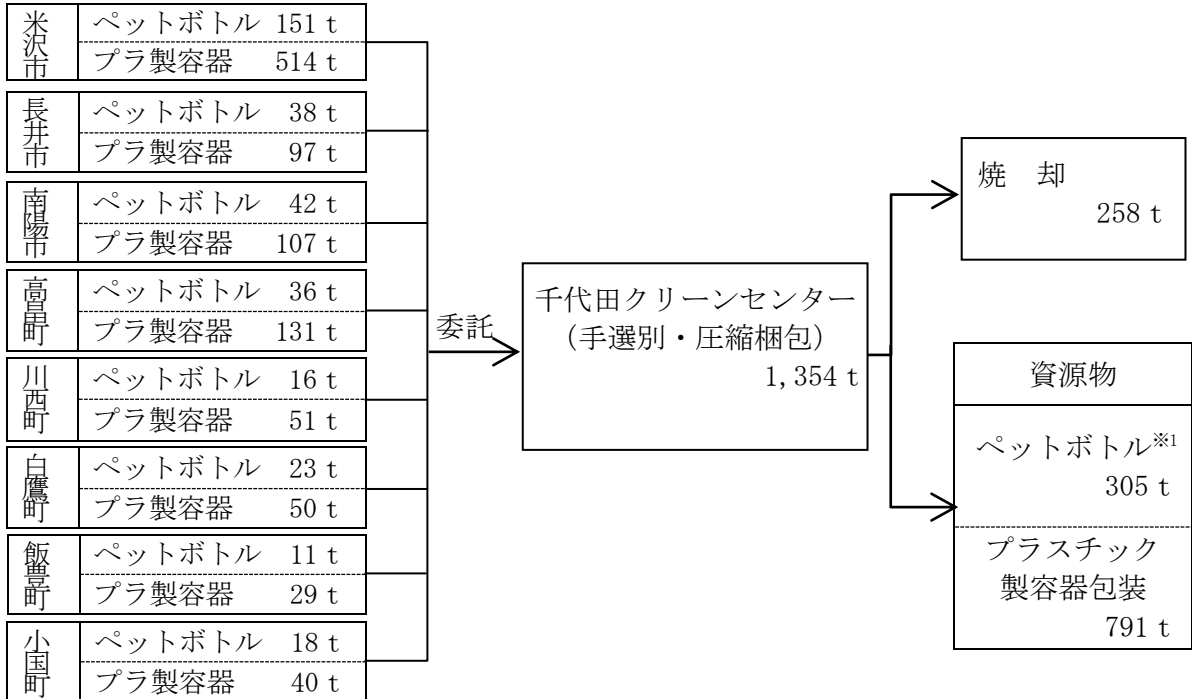 米沢市
ペットボトル 151 t
プラ製容器 514 t
長井市
ペットボトル 38 t
プラ製容器 97 t
南陽市
ペットボトル 42 t
プラ製容器 107 t
高畠町
ペットボトル 36 t
プラ製容器 131 t
川西町
ペットボトル 16 t
プラ製容器 51 t
白鷹町
ペットボトル 23 t
プラ製容器 50 t
飯豊町
ペットボトル 11 t
プラ製容器 29 t
小国町
ペットボトル 18 t
プラ製容器 40 t
委託
千代田クリーンセンター
（手選別・圧縮梱包）
1,354 t
焼 却
258 t
資源物
ペットボトル※1
305 t
プラスチック
製容器包装
791 t